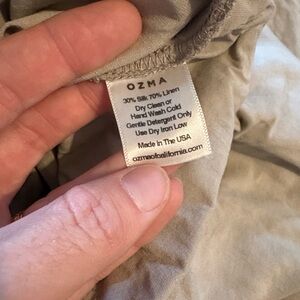 OZMA
30% Silk 70% Linen
Dry Clean or
Hand Wash Cold
Gentle Detergent Only
Use Dry Iron Low
Made in The USA
ozmaofcalifornia.com